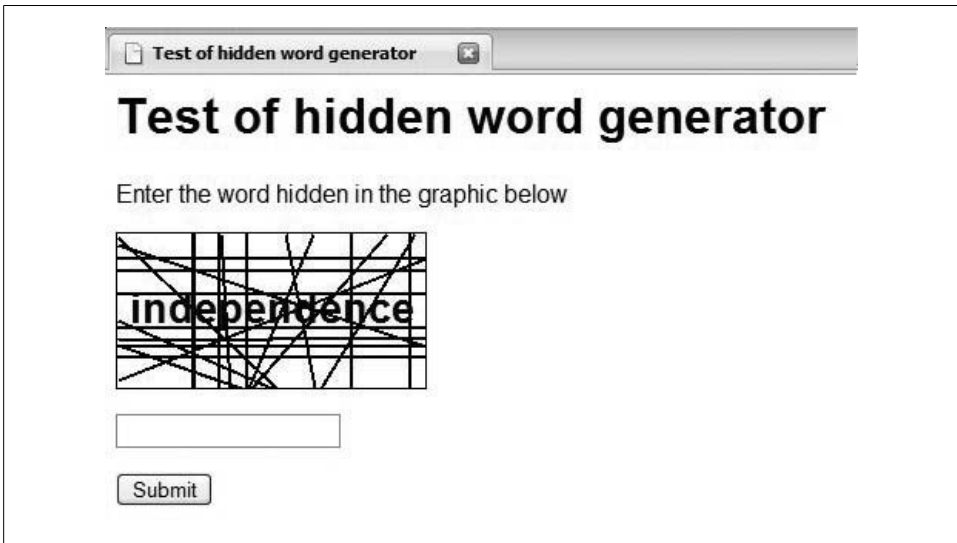 Test of hidden word generator
Test of hidden word generator
Enter the word hidden in the graphic below
independence
Submit